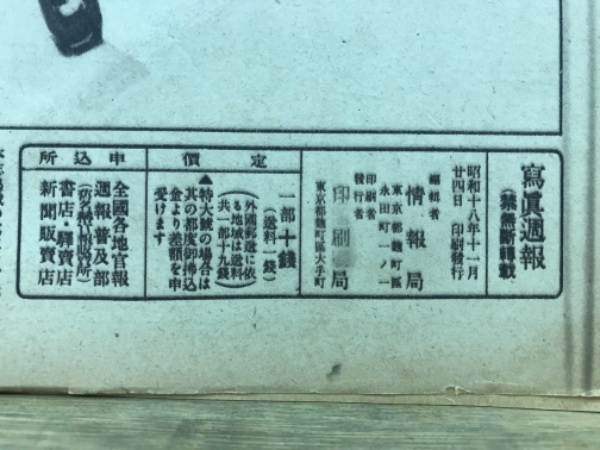 寫眞週報
(禁無斷轉載)
昭和十八年十一月
廿四日 印刷發行
編輯者
情報局
東京都麴町區
永田町一ノ一
印刷者
發行者
印刷局
東京都麴町區大手町
定價
一部十錢
(送料一錢)
外國郵送に依
る地域は送料
共一部十九錢
▲特大號の場合は
其の都度御拂込
金より差額を申
受けます
申込所
全國各地官報
週報普及部
書店・驛賣店
新聞販賣店